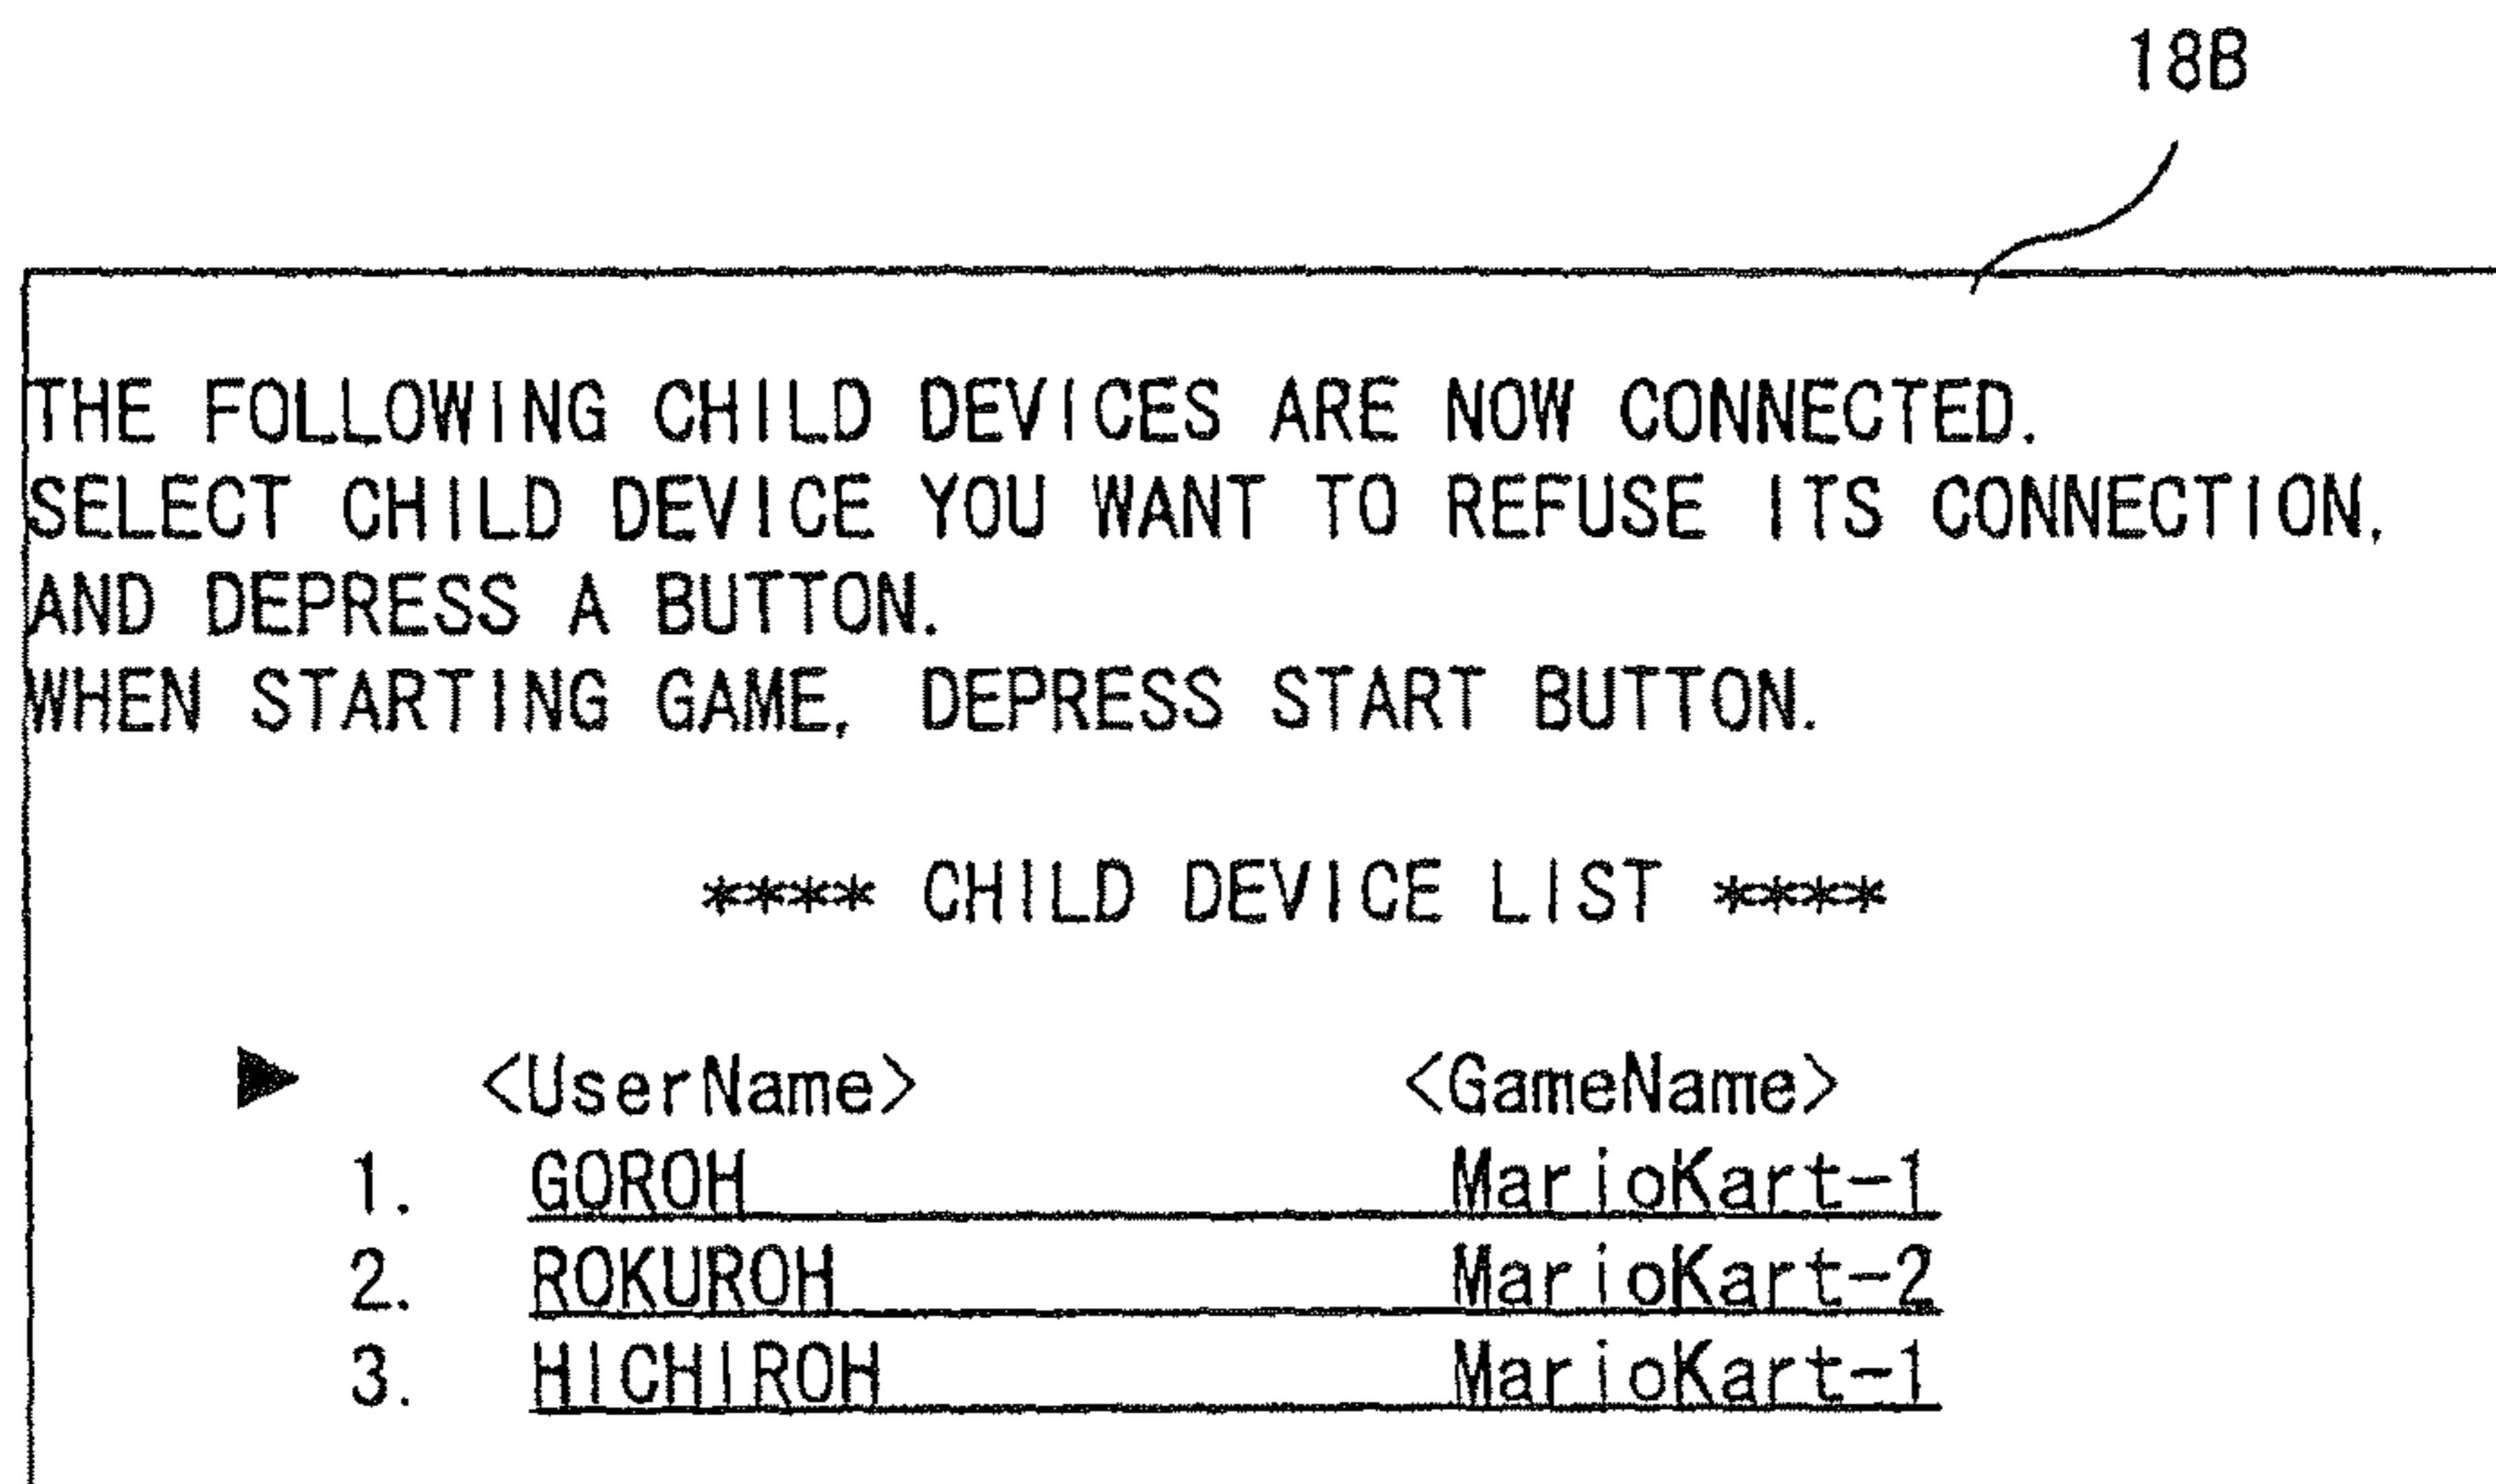 18B
THE FOLLOWING CHILD DEVICES ARE NOW CONNECTED.
SELECT CHILD DEVICE YOU WANT TO REFUSE ITS CONNECTION,
AND DEPRESS A BUTTON.
WHEN STARTING GAME, DEPRESS START BUTTON.
**** CHILD DEVICE LIST ****
▶ <UserName> <GameName>
1. GOROH MarioKart-1
2. ROKUROH MarioKart-2
3. HICHIROH MarioKart-1